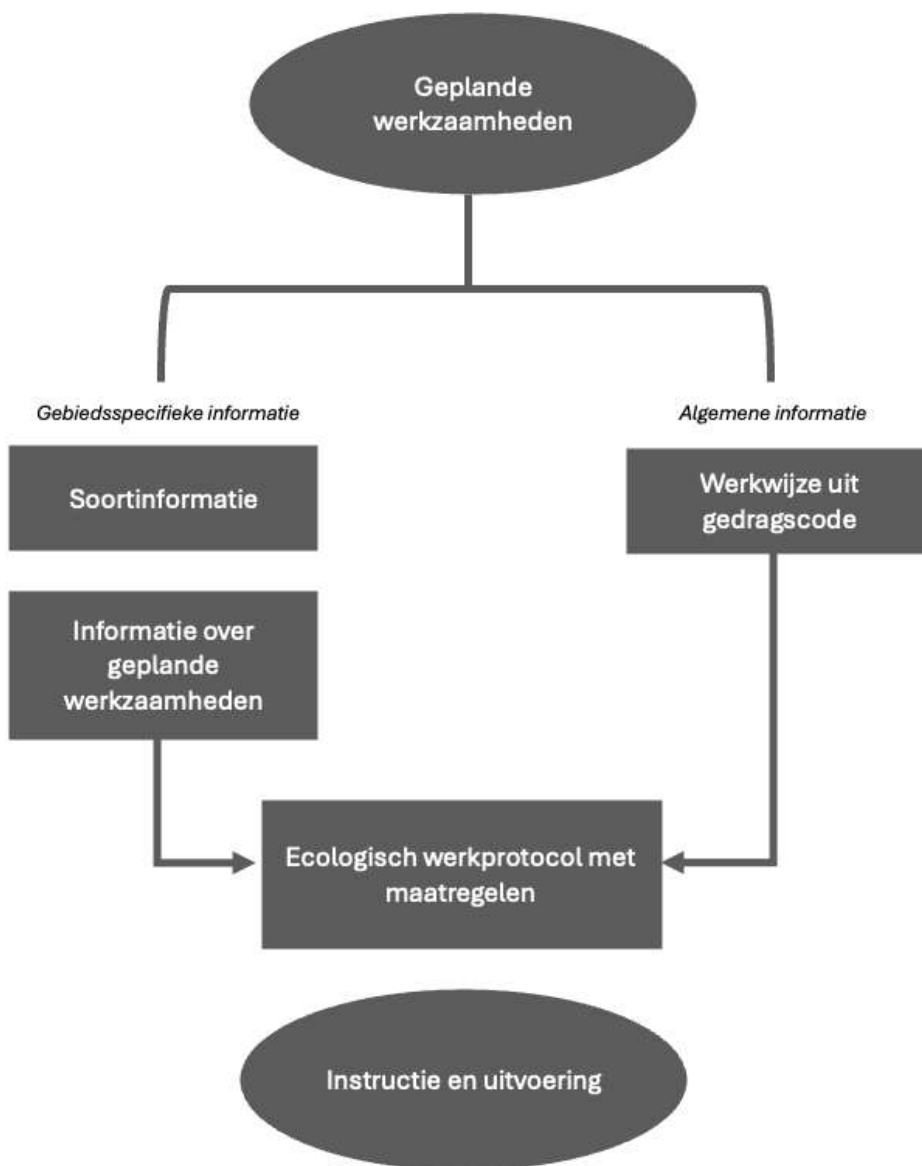 Geplande
werkzaamheden
Gebiedsspecifieke informatie
Algemene informatie
Soortinformatie
Werkwijze uit
gedragscode
Informatie over
geplande
werkzaamheden
Ecologisch werkprotocol met
maatregelen
Instructie en uitvoering